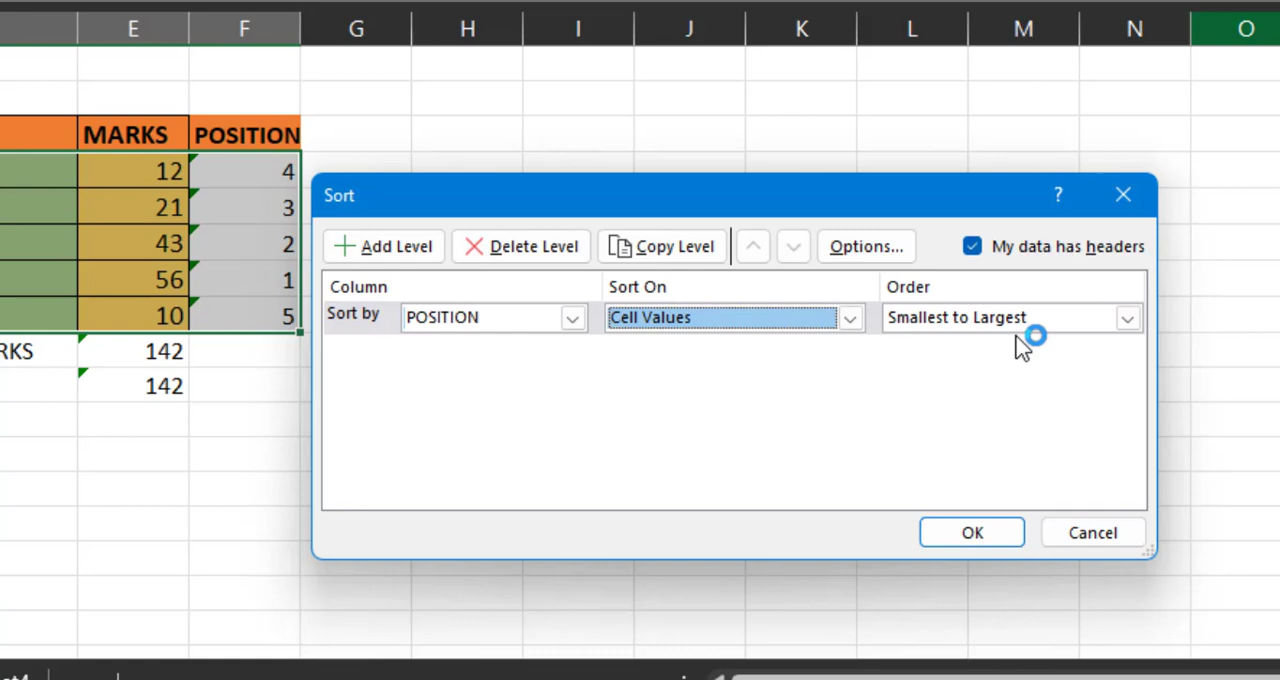 E F G H I J K L M N O
MARKS POSITION
12 4
21 3
43 2
56 1
10 5
RKS 142
142
Sort ?
Add Level Delete Level Copy Level Options... My data has headers
Column Sort On Order
Sort by POSITION Cell Values Smallest to Largest
OK Cancel